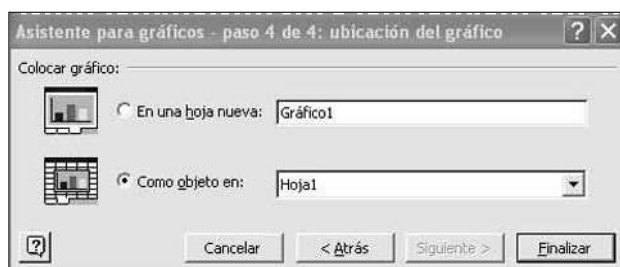 Asistente para gráficos - paso 4 de 4: ubicación del gráfico
Colocar gráfico:
En una hoja nueva: Gráfico1
Como objeto en: Hoja1
Cancelar < Atrás Siguiente > Finalizar